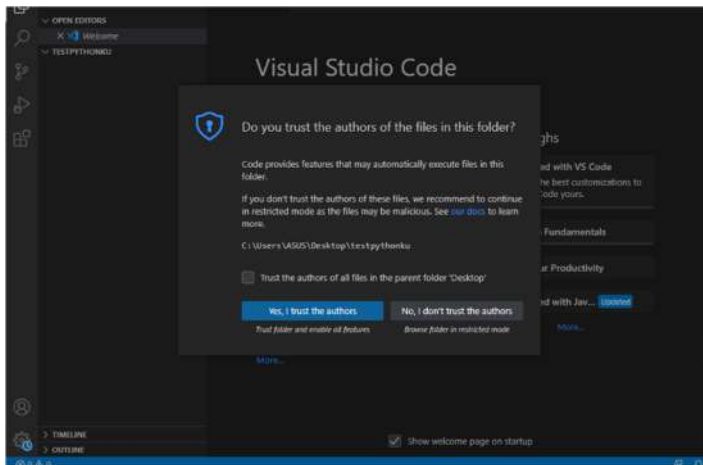 OPEN EDITORS
Welcome
TESTPYTHONKU
Visual Studio Code
Do you trust the authors of the files in this folder?
Code provides features that may automatically execute files in this
folder.
If you don't trust the authors of these files, we recommend to continue
in restricted mode as the files may be malicious. See our docs to learn
more.
C:\Users\ASUS\Desktop\testpythonku
Trust the authors of all files in the parent folder 'Desktop'
Yes, I trust the authors
No, I don't trust the authors
Trust folder and enable all features
Browse folder in restricted mode
ghs
ed with VS Code
he best customizations to
Code yours.
Fundamentals
ur Productivity
ed with Jav... Updated
More...
More...
TIMELINE
OUTLINE
Show welcome page on startup